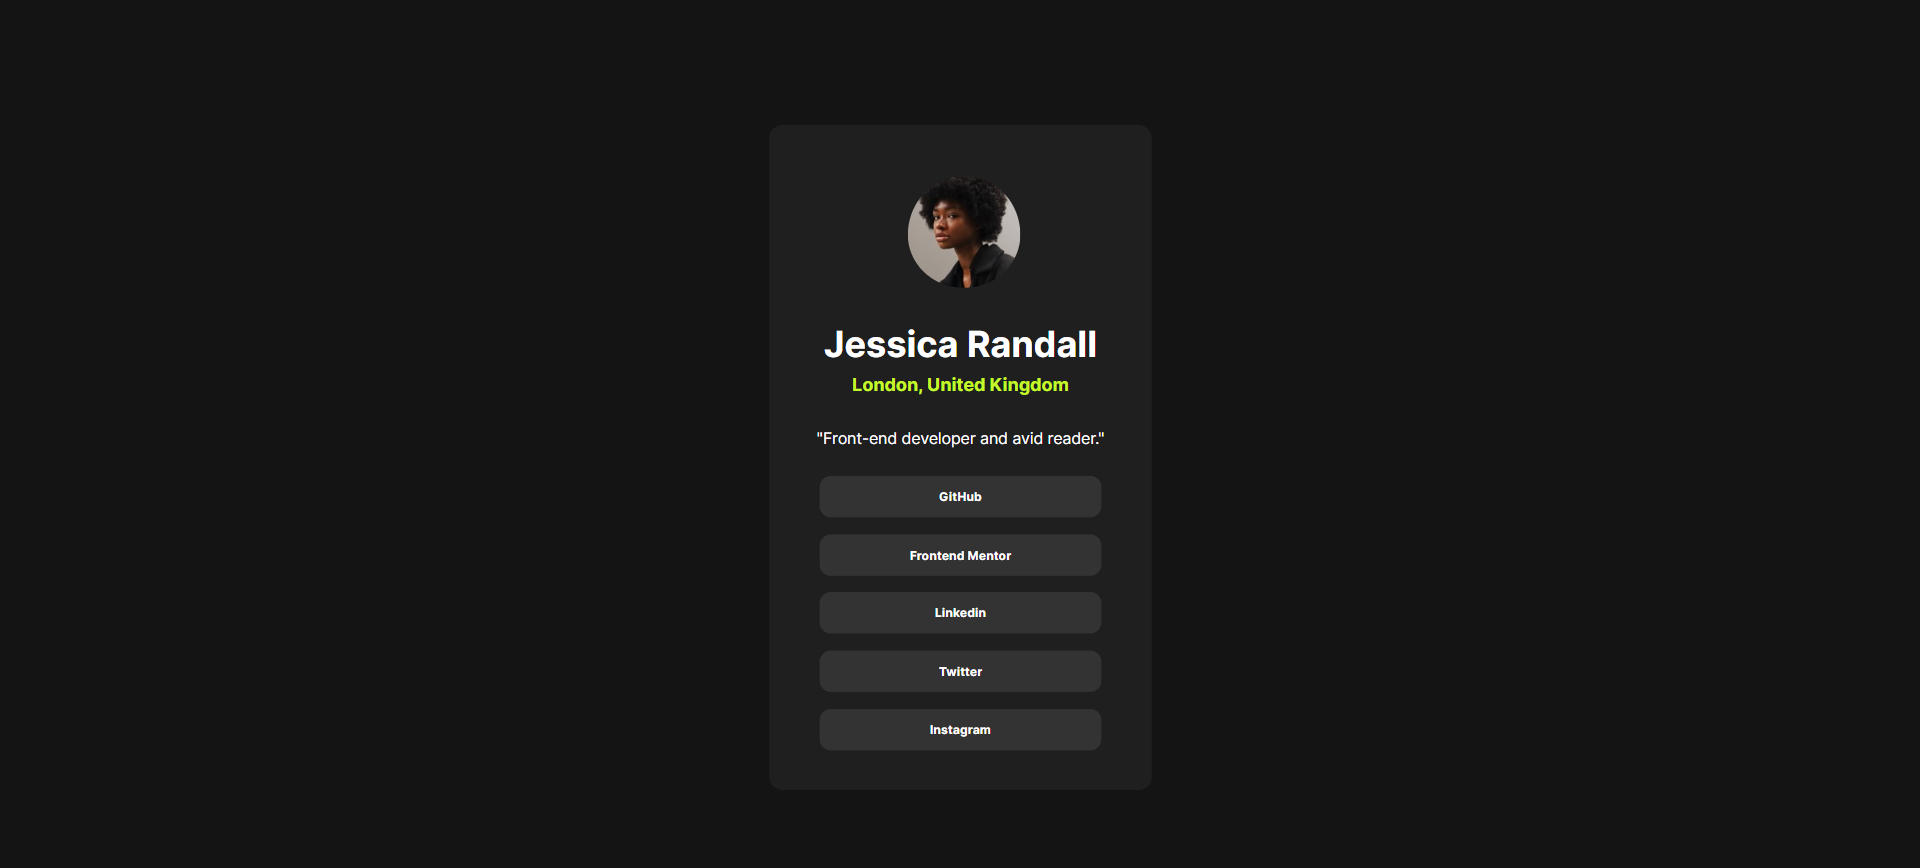 Jessica Randall
London, United Kingdom
"Front-end developer and avid reader."
GitHub
Frontend Mentor
Linkedin
Twitter
Instagram